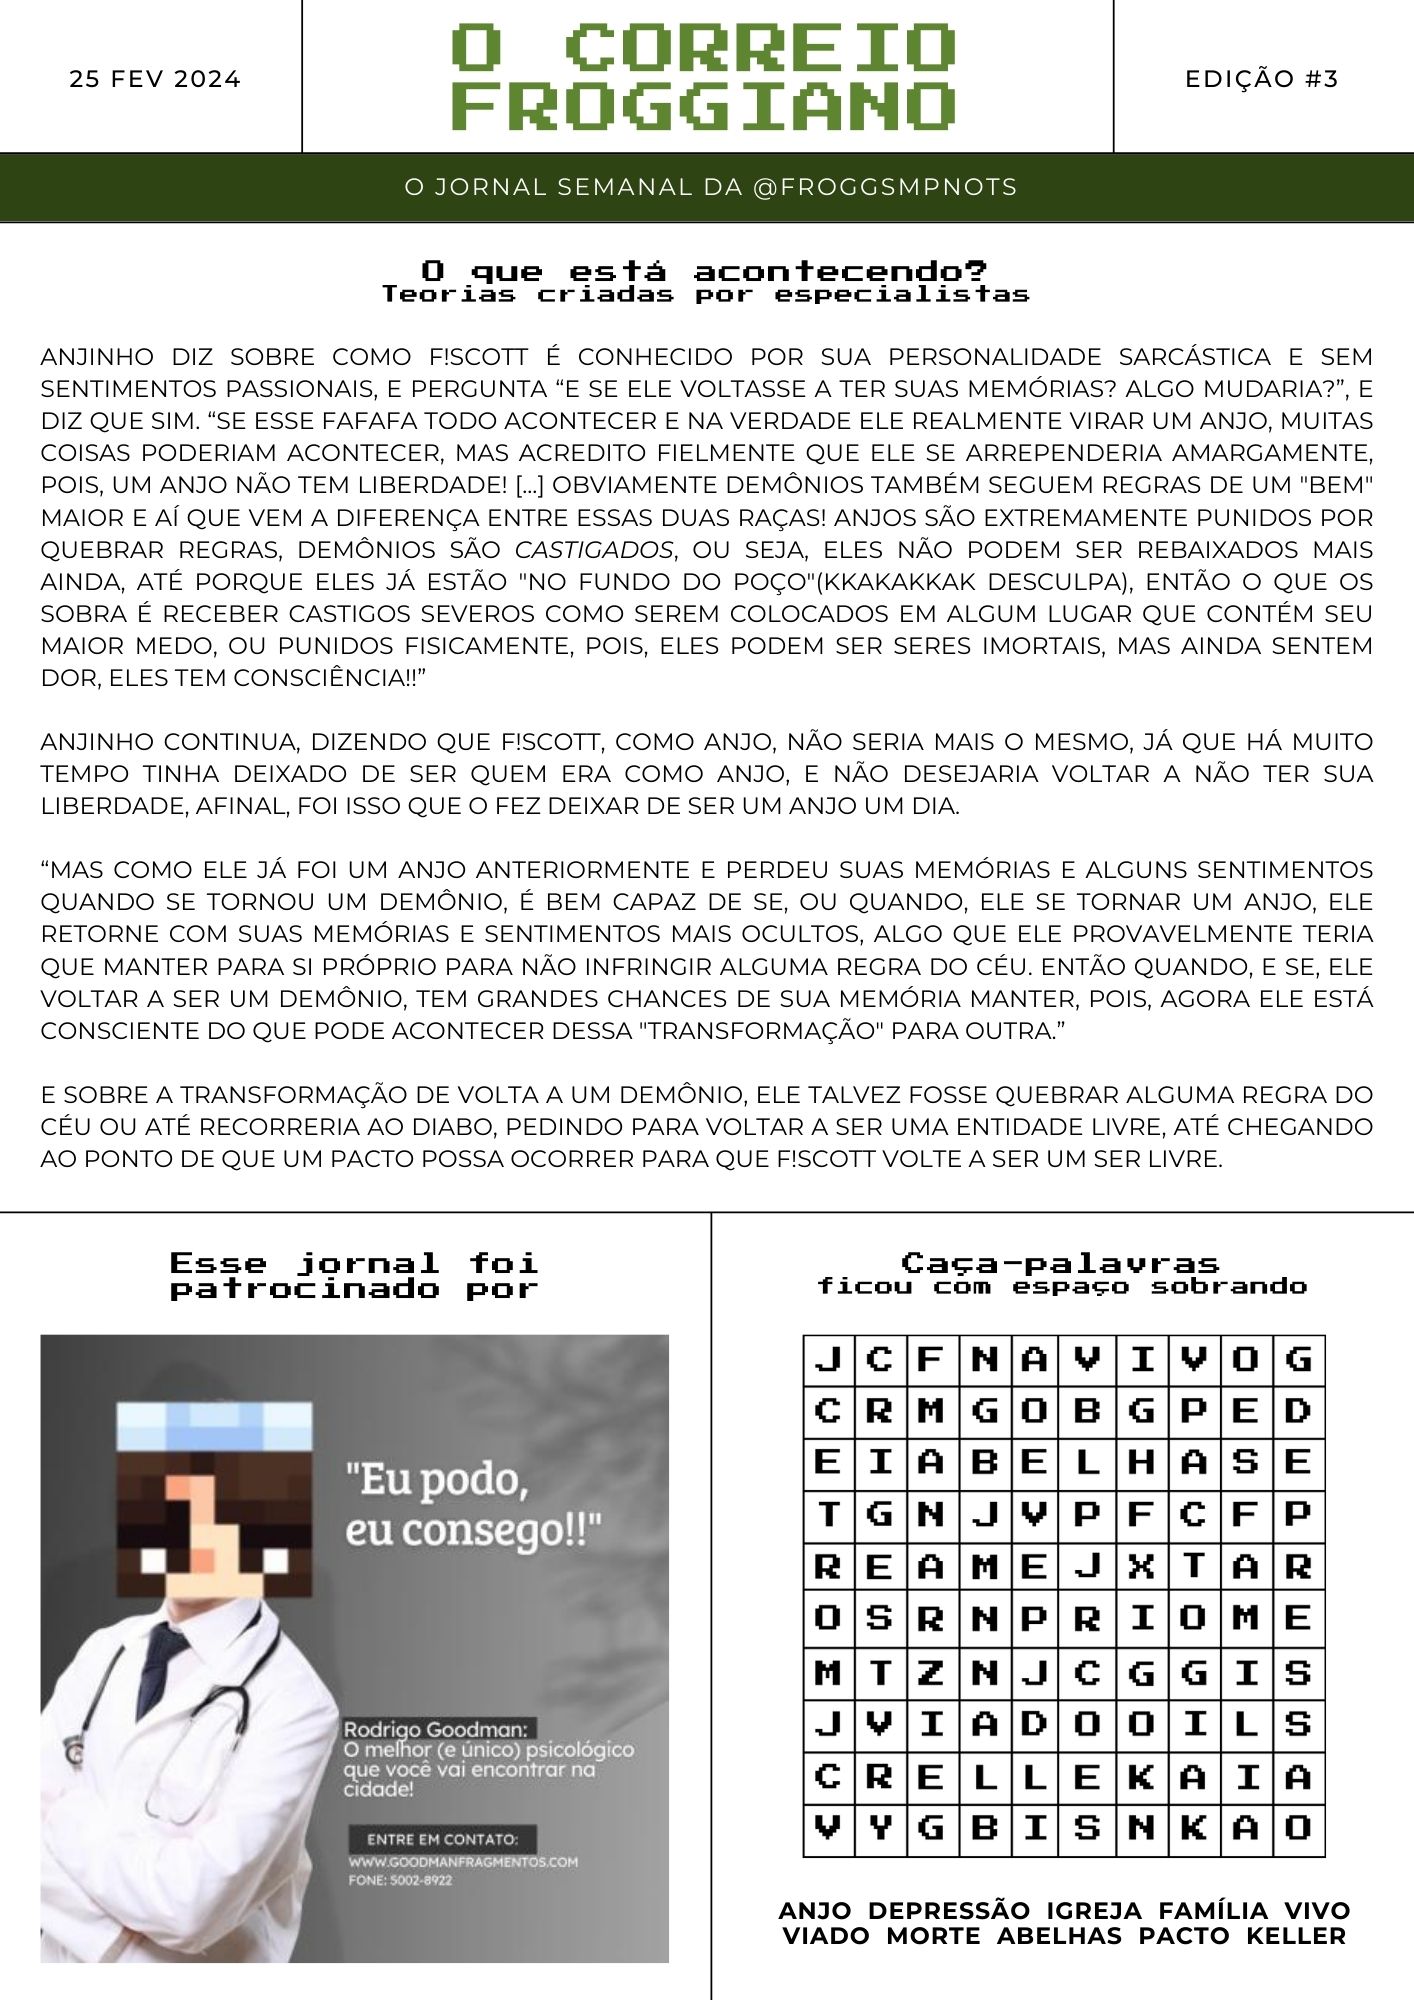 25 FEV 2024
O CORREIO
FROGGIANO
EDIÇÃO #3
O JORNAL SEMANAL DA @FROGGSMPNOTS
O que está acontecendo?
Teorias criadas por especialistas
ANJINHO DIZ SOBRE COMO F!SCOTT É CONHECIDO POR SUA PERSONALIDADE SARCÁSTICA E SEM
SENTIMENTOS PASSIONAIS, E PERGUNTA “E SE ELE VOLTASSE A TER SUAS MEMÓRIAS? ALGO MUDARIA?”, E
DIZ QUE SIM. “SE ESSE FAFAFA TODO ACONTECER E NA VERDADE ELE REALMENTE VIRAR UM ANJO, MUITAS
COISAS PODERIAM ACONTECER, MAS ACREDITO FIELMENTE QUE ELE SE ARREPENDERIA AMARGAMENTE,
POIS, UM ANJO NÃO TEM LIBERDADE! [...] OBVIAMENTE DEMÔNIOS TAMBÉM SEGUEM REGRAS DE UM "BEM"
MAIOR E AÍ QUE VEM A DIFERENÇA ENTRE ESSAS DUAS RAÇAS! ANJOS SÃO EXTREMAMENTE PUNIDOS POR
QUEBRAR REGRAS, DEMÔNIOS SÃO CASTIGADOS, OU SEJA, ELES NÃO PODEM SER REBAIXADOS MAIS
AINDA, ATÉ PORQUE ELES JÁ ESTÃO "NO FUNDO DO POÇO"(KKAKAKKAK DESCULPA), ENTÃO O QUE OS
SOBRA É RECEBER CASTIGOS SEVEROS COMO SEREM COLOCADOS EM ALGUM LUGAR QUE CONTÉM SEU
MAIOR MEDO, OU PUNIDOS FISICAMENTE, POIS, ELES PODEM SER SERES IMORTAIS, MAS AINDA SENTEM
DOR, ELES TEM CONSCIÊNCIA!!”
ANJINHO CONTINUA, DIZENDO QUE F!SCOTT, COMO ANJO, NÃO SERIA MAIS O MESMO, JÁ QUE HÁ MUITO
TEMPO TINHA DEIXADO DE SER QUEM ERA COMO ANJO, E NÃO DESEJARIA VOLTAR A NÃO TER SUA
LIBERDADE, AFINAL, FOI ISSO QUE O FEZ DEIXAR DE SER UM ANJO UM DIA.
“MAS COMO ELE JÁ FOI UM ANJO ANTERIORMENTE E PERDEU SUAS MEMÓRIAS E ALGUNS SENTIMENTOS
QUANDO SE TORNOU UM DEMÔNIO, É BEM CAPAZ DE SE, OU QUANDO, ELE SE TORNAR UM ANJO, ELE
RETORNE COM SUAS MEMÓRIAS E SENTIMENTOS MAIS OCULTOS, ALGO QUE ELE PROVAVELMENTE TERIA
QUE MANTER PARA SI PRÓPRIO PARA NÃO INFRINGIR ALGUMA REGRA DO CÉU. ENTÃO QUANDO, E SE, ELE
VOLTAR A SER UM DEMÔNIO, TEM GRANDES CHANCES DE SUA MEMÓRIA MANTER, POIS, AGORA ELE ESTÁ
CONSCIENTE DO QUE PODE ACONTECER DESSA "TRANSFORMAÇÃO" PARA OUTRA.”
E SOBRE A TRANSFORMAÇÃO DE VOLTA A UM DEMÔNIO, ELE TALVEZ FOSSE QUEBRAR ALGUMA REGRA DO
CÉU OU ATÉ RECORRERIA AO DIABO, PEDINDO PARA VOLTAR A SER UMA ENTIDADE LIVRE, ATÉ CHEGANDO
AO PONTO DE QUE UM PACTO POSSA OCORRER PARA QUE F!SCOTT VOLTE A SER UM SER LIVRE.
Esse jornal foi
patrocinado por
"Eu podo,
eu consego!!"
Rodrigo Goodman:
O melhor (e único) psicológico
que você vai encontrar na
cidade!
ENTRE EM CONTATO:
WWW.GOODMANFRAGMENTOS.COM
FONE: 5002-8922
Caça-palavras
ficou com espaço sobrando
J C F N A V I V O G
C R M G O B G P E D
E I A B E L H A S E
T G N J V P F C F P
R E A M E J X T A R
O S R N P R I O M E
M T Z N J C G G I S
J V I A D O O I L S
C R E L L E K A I A
V Y G B I S N K A O
ANJO DEPRESSÃO IGREJA FAMÍLIA VIVO
VIADO MORTE ABELHAS PACTO KELLER